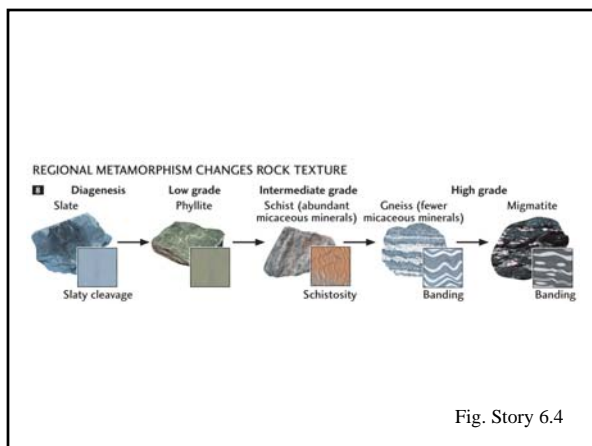 REGIONAL METAMORPHISM CHANGES ROCK TEXTURE
B Diagenesis Low grade Intermediate grade High grade
Slate Phyllite Schist (abundant micaceous minerals) Gneiss (fewer micaceous minerals) Migmatite
Slaty cleavage Schistosity Banding Banding
Fig. Story 6.4